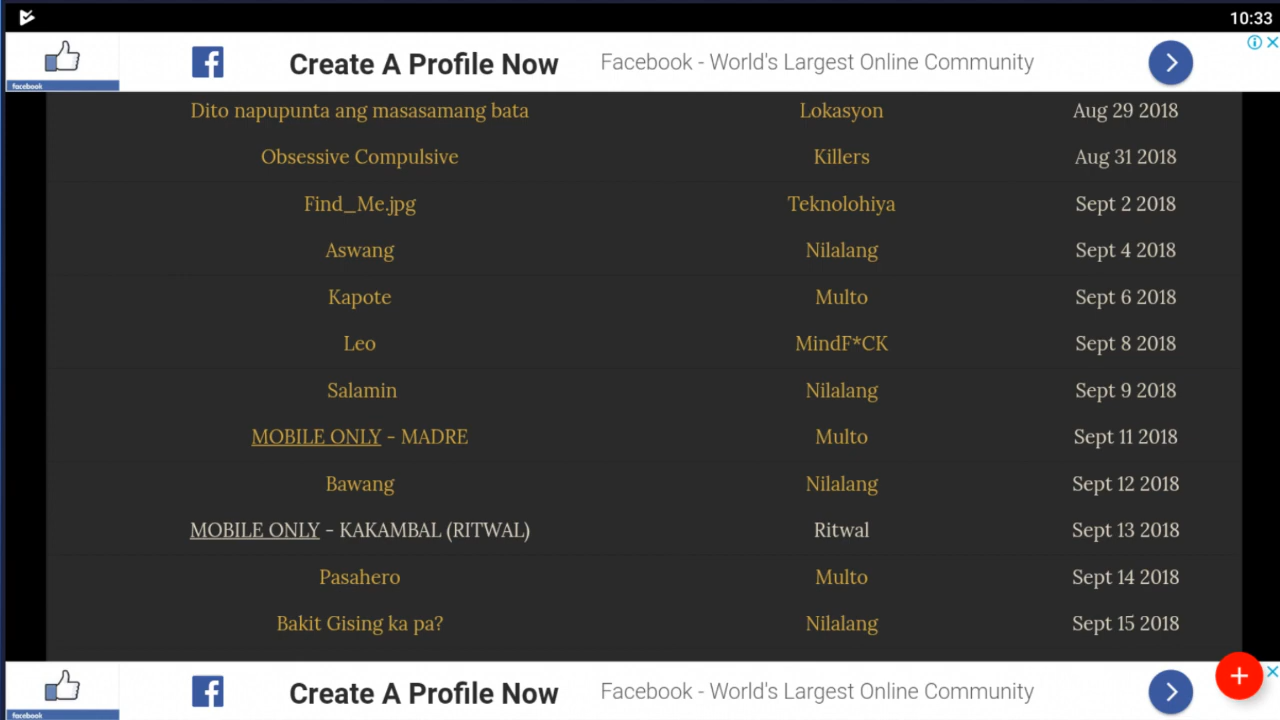 10:33
facebook
f Create A Profile Now Facebook - World's Largest Online Community
Dito napupunta ang masasamang bata Lokasyon Aug 29 2018
Obsessive Compulsive Killers Aug 31 2018
Find_Me.jpg Teknolohiya Sept 2 2018
Aswang Nilalang Sept 4 2018
Kapote Multo Sept 6 2018
Leo MindF*CK Sept 8 2018
Salamin Nilalang Sept 9 2018
MOBILE ONLY - MADRE Multo Sept 11 2018
Bawang Nilalang Sept 12 2018
MOBILE ONLY - KAKAMBAL (RITWAL) Ritwal Sept 13 2018
Pasahero Multo Sept 14 2018
Bakit Gising ka pa? Nilalang Sept 15 2018
facebook
f Create A Profile Now Facebook - World's Largest Online Community